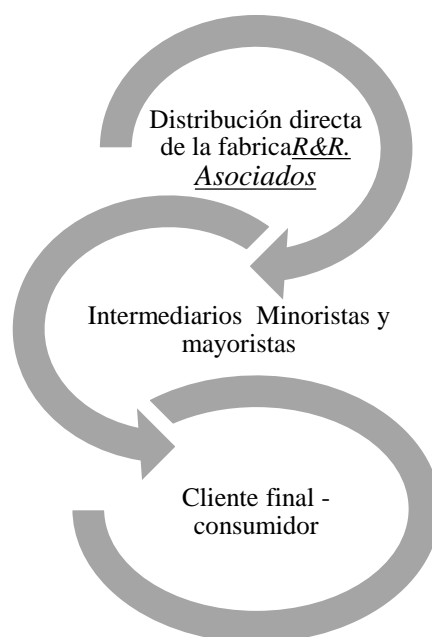 Distribución directa
de la fabricaR&R.
Asociados
Intermediarios Minoristas y
mayoristas
Cliente final -
consumidor